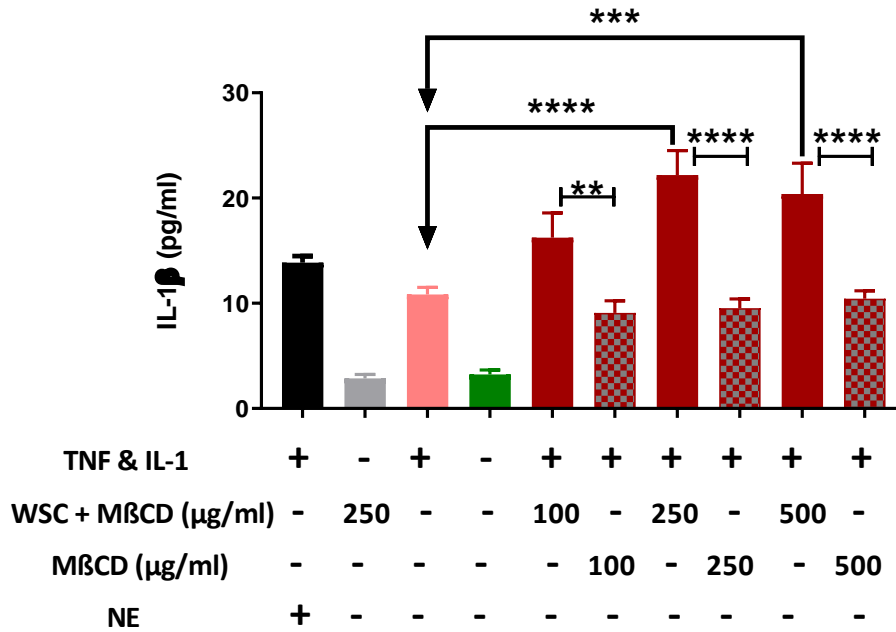 ***
****
****
****
**
30
20
10
0
IL-1β (pg/ml)
TNF & IL-1 + - + - + + + + + +
WSC + MßCD (µg/ml) - 250 - - 100 - 250 - 500 -
MßCD (µg/ml) - - - - - 100 - 250 - 500
NE + - - - - - - - - -